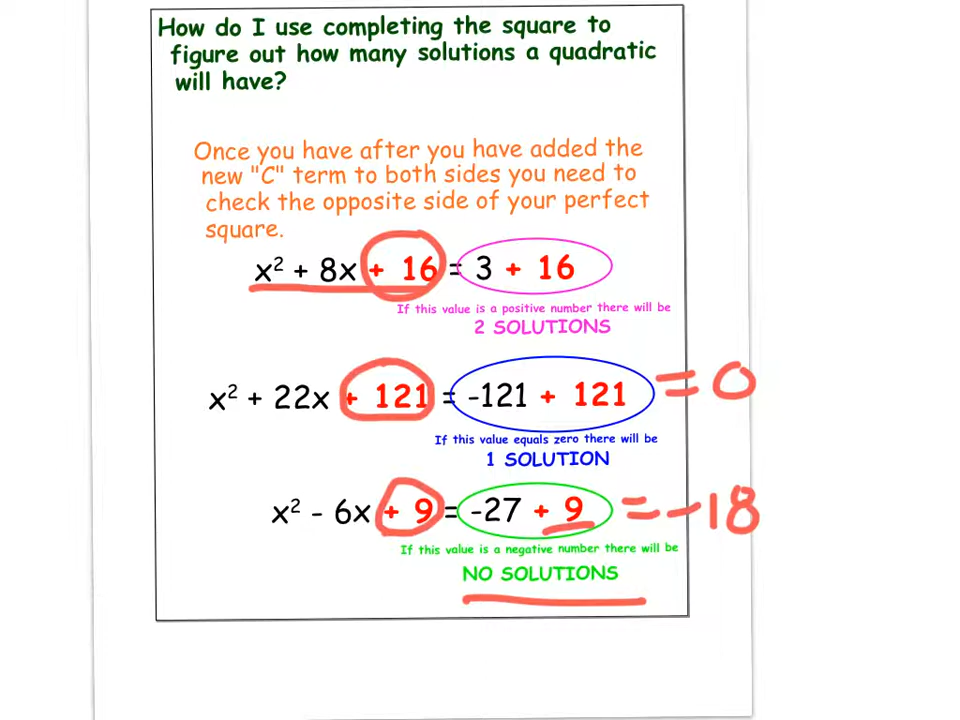 How do I use completing the square to
figure out how many solutions a quadratic
will have?
Once you have after you have added the
new "C" term to both sides you need to
check the opposite side of your perfect
square.
x² + 8x + 16 = 3 + 16
If this value is a positive number there will be
2 SOLUTIONS
x² + 22x + 121 = -121 + 121 = 0
If this value equals zero there will be
1 SOLUTION
x² - 6x + 9 = -27 + 9 = -18
If this value is a negative number there will be
NO SOLUTIONS